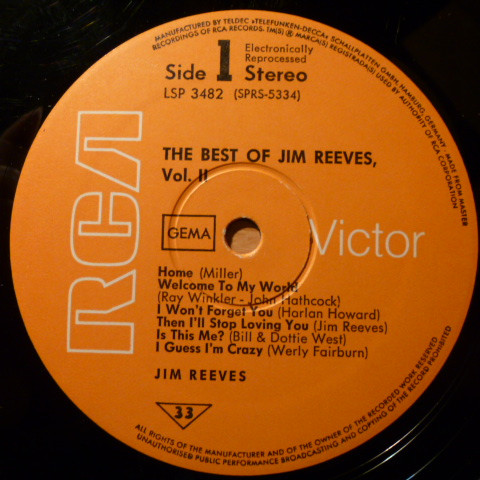 MANUFACTURED BY TELDEC »TELEFUNKEN-DECCA« SCHALLPLATTEN GMBH, HAMBURG, GERMANY MADE FROM MASTER
RECORDINGS OF RCA RECORDS. TM(S) ® MARCA(S) REGISTRADA(S) USED BY AUTHORITY OF RCA CORPORATION
Side 1
Electronically
Reprocessed
Stereo
LSP 3482 (SPRS-5334)
THE BEST OF JIM REEVES,
Vol. II
RCA
GEMA
Victor
Home (Miller)
Welcome To My World
(Ray Winkler - John Hathcock)
I Won't Forget You (Harlan Howard)
Then I'll Stop Loving You (Jim Reeves)
Is This Me? (Bill & Dottie West)
I Guess I'm Crazy (Werly Fairburn)
JIM REEVES
33
ALL RIGHTS OF THE MANUFACTURER AND OF THE OWNER OF THE RECORDED WORK RESERVED
UNAUTHORISED PUBLIC PERFORMANCE BROADCASTING AND COPYING OF THIS RECORD PROHIBITED